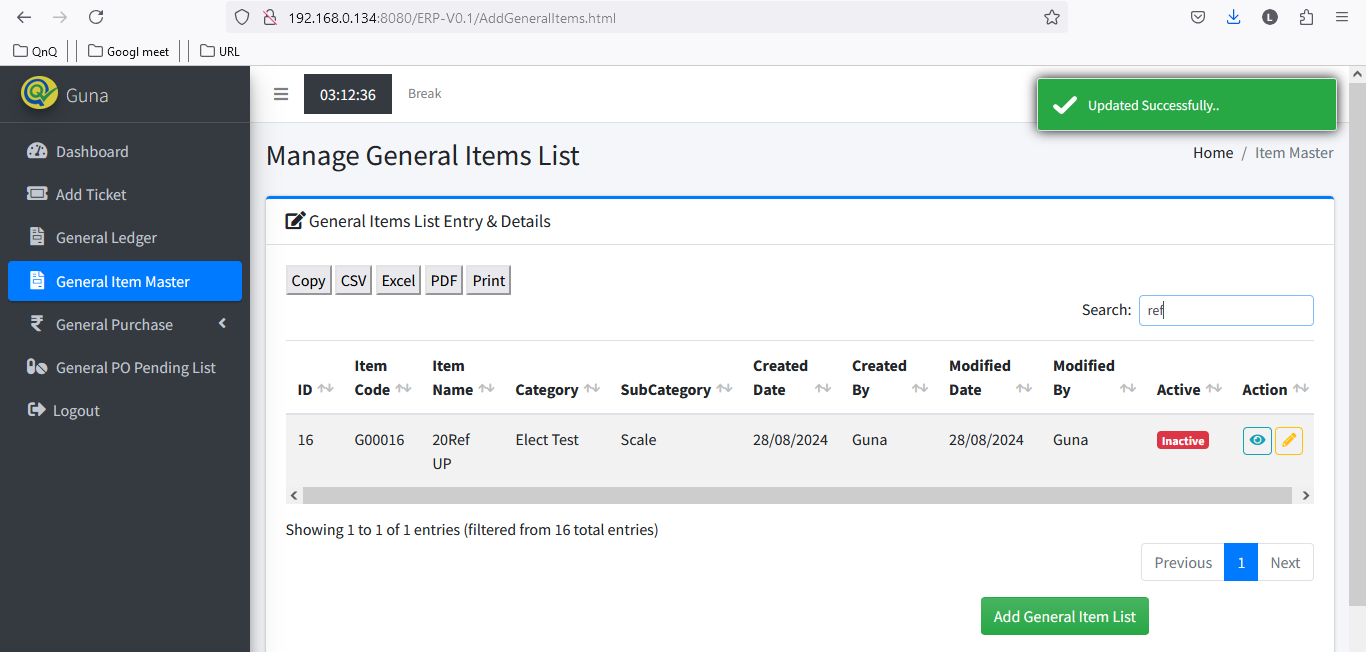 192.168.0.134:8080/ERP-V0.1/AddGeneralItems.html
L
QnQ
Googl meet
URL
Guna
03:12:36
Break
Updated Successfully..
Dashboard
Add Ticket
General Ledger
General Item Master
General Purchase
General PO Pending List
Logout
Manage General Items List
Home / Item Master
General Items List Entry & Details
Copy CSV Excel PDF Print
Search: ref
ID Item Code Item Name Category SubCategory Created Date Created By Modified Date Modified By Active Action
16 G00016 20Ref UP Elect Test Scale 28/08/2024 Guna 28/08/2024 Guna Inactive
Showing 1 to 1 of 1 entries (filtered from 16 total entries)
Previous 1 Next
Add General Item List